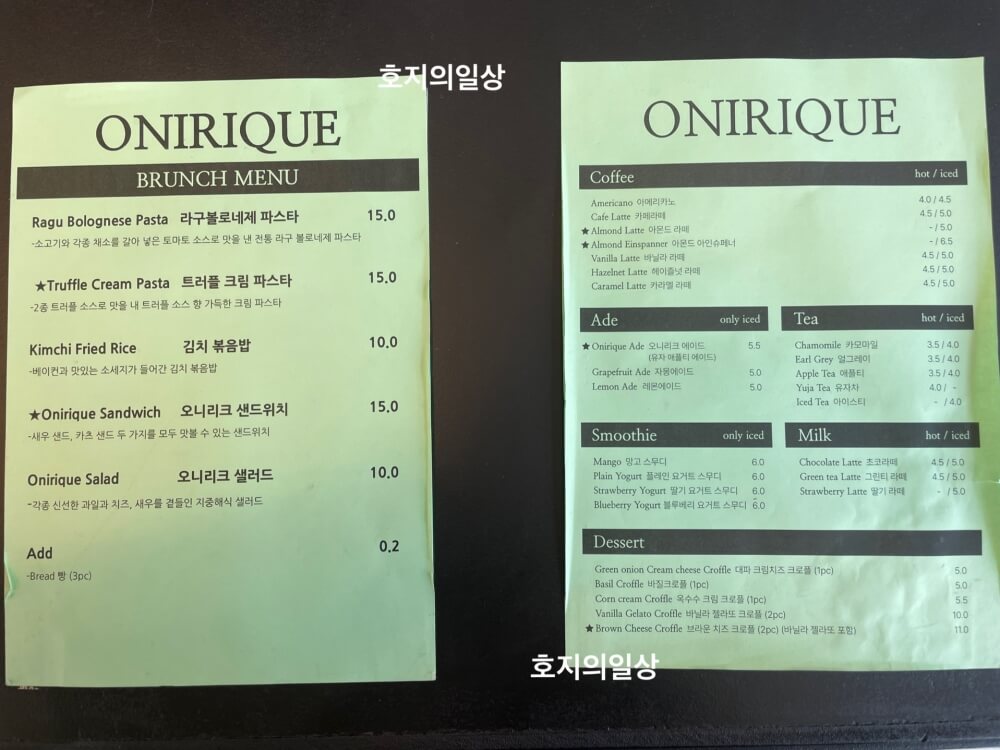 호지의일상
ONIRIQUE
BRUNCH MENU
Ragu Bolognese Pasta 라구볼로네제 파스타 15.0
-소고기와 각종 채소를 갈아 넣은 토마토 소스로 맛을 낸 전통 라구 볼로네제 파스타
★Truffle Cream Pasta 트러플 크림 파스타 15.0
-2종 트러플 소스로 맛을 내 트러플 소스 향 가득한 크림 파스타
Kimchi Fried Rice 김치 볶음밥 10.0
-베이컨과 맛있는 소세지가 들어간 김치 볶음밥
★Onirique Sandwich 오니리크 샌드위치 15.0
-새우 샌드, 카츠 샌드 두 가지를 모두 맛볼 수 있는 샌드위치
Onirique Salad 오니리크 샐러드 10.0
-각종 신선한 과일과 치즈, 새우를 곁들인 지중해식 샐러드
Add 0.2
-Bread 빵 (3pc)
ONIRIQUE
Coffee hot / iced
Americano 아메리카노 4.0 / 4.5
Cafe Latte 카페라떼 4.5 / 5.0
★Almond Latte 아몬드 라떼 - / 5.0
★Almond Einspanner 아몬드 아인슈페너 - / 6.5
Vanilla Latte 바닐라 라떼 4.5 / 5.0
Hazelnet Latte 헤이즐넛 라떼 4.5 / 5.0
Caramel Latte 카라멜 라떼 4.5 / 5.0
Ade only iced
★Onirique Ade 오니리크 에이드 5.5
(유자 애플티 에이드)
Grapefruit Ade 자몽에이드 5.0
Lemon Ade 레몬에이드 5.0
Tea hot / iced
Chamomile 카모마일 3.5 / 4.0
Earl Grey 얼그레이 3.5 / 4.0
Apple Tea 애플티 3.5 / 4.0
Yuja Tea 유자차 4.0 / -
Iced Tea 아이스티 - / 4.0
Smoothie only iced
Mango 망고 스무디 6.0
Plain Yogurt 플레인 요거트 스무디 6.0
Strawberry Yogurt 딸기 요거트 스무디 6.0
Blueberry Yogurt 블루베리 요거트 스무디 6.0
Milk hot / iced
Chocolate Latte 초코라떼 4.5 / 5.0
Green tea Latte 그린티 라떼 4.5 / 5.0
Strawberry Latte 딸기 라떼 - / 5.0
Dessert
Green onion Cream cheese Croffle 대파 크림치즈 크로플 (1pc) 5.0
Basil Croffle 바질크로플 (1pc) 5.0
Corn cream Croffle 옥수수 크림 크로플 (1pc) 5.5
Vanilla Gelato Croffle 바닐라 젤라또 크로플 (2pc) 10.0
★Brown Cheese Croffle 브라운 치즈 크로플 (2pc) (바닐라 젤라또 포함) 11.0
호지의일상